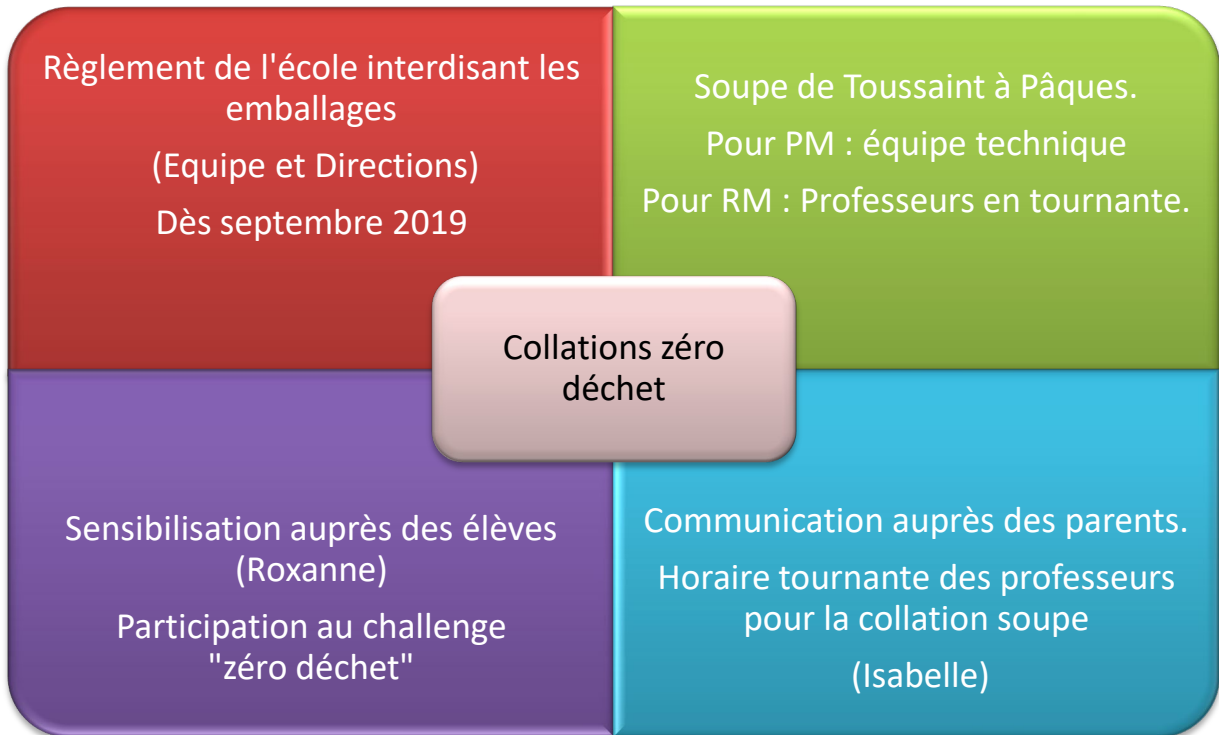 Règlement de l'école interdisant les
emballages
(Equipe et Directions)
Dès septembre 2019
Soupe de Toussaint à Pâques.
Pour PM : équipe technique
Pour RM : Professeurs en tournante.
Collations zéro
déchet
Sensibilisation auprès des élèves
(Roxanne)
Participation au challenge
"zéro déchet"
Communication auprès des parents.
Horaire tournante des professeurs
pour la collation soupe
(Isabelle)